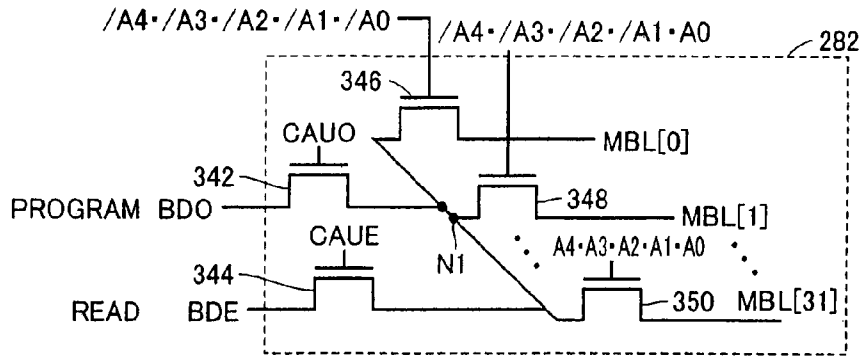 /A4·/A3·/A2·/A1·/A0
/A4·/A3·/A2·/A1·A0
282
346
CAUO
MBL[0]
342
348
PROGRAM BDO
MBL[1]
CAUE
N1
A4·A3·A2·A1·A0
344
350
MBL[31]
READ BDE